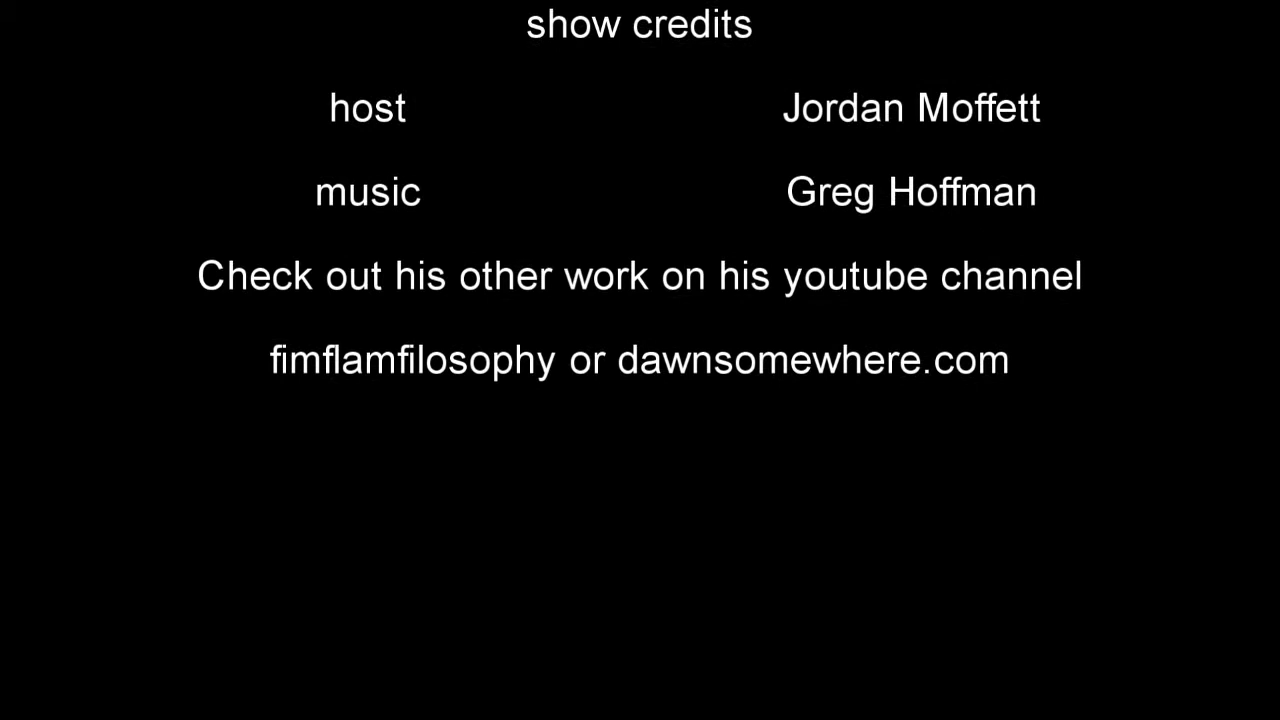 show credits
host Jordan Moffett
music Greg Hoffman
Check out his other work on his youtube channel
fimflamfilosophy or dawnsomewhere.com